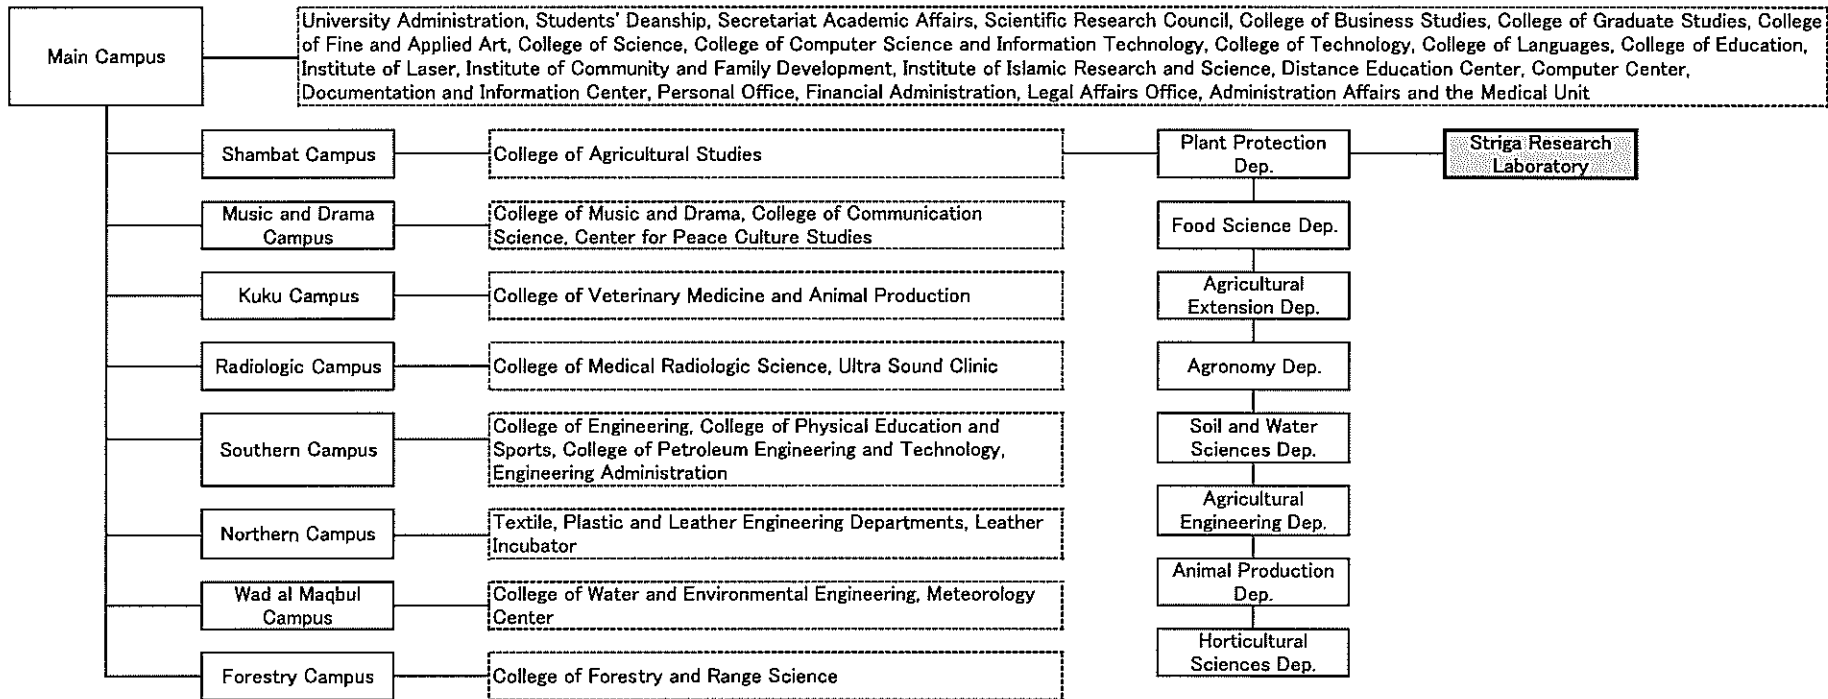 Main Campus
University Administration, Students' Deanship, Secretariat Academic Affairs, Scientific Research Council, College of Business Studies, College of Graduate Studies, College
of Fine and Applied Art, College of Science, College of Computer Science and Information Technology, College of Technology, College of Languages, College of Education,
Institute of Laser, Institute of Community and Family Development, Institute of Islamic Research and Science, Distance Education Center, Computer Center,
Documentation and Information Center, Personal Office, Financial Administration, Legal Affairs Office, Administration Affairs and the Medical Unit
Shambat Campus
College of Agricultural Studies
Plant Protection
Dep.
Striga Research
Laboratory
Music and Drama
Campus
College of Music and Drama, College of Communication
Science, Center for Peace Culture Studies
Food Science Dep.
Kuku Campus
College of Veterinary Medicine and Animal Production
Agricultural
Extension Dep.
Radiologic Campus
College of Medical Radiologic Science, Ultra Sound Clinic
Agronomy Dep.
Southern Campus
College of Engineering, College of Physical Education and
Sports, College of Petroleum Engineering and Technology,
Engineering Administration
Soil and Water
Sciences Dep.
Northern Campus
Textile, Plastic and Leather Engineering Departments, Leather
Incubator
Agricultural
Engineering Dep.
Wad al Maqbul
Campus
College of Water and Environmental Engineering, Meteorology
Center
Animal Production
Dep.
Forestry Campus
College of Forestry and Range Science
Horticultural
Sciences Dep.